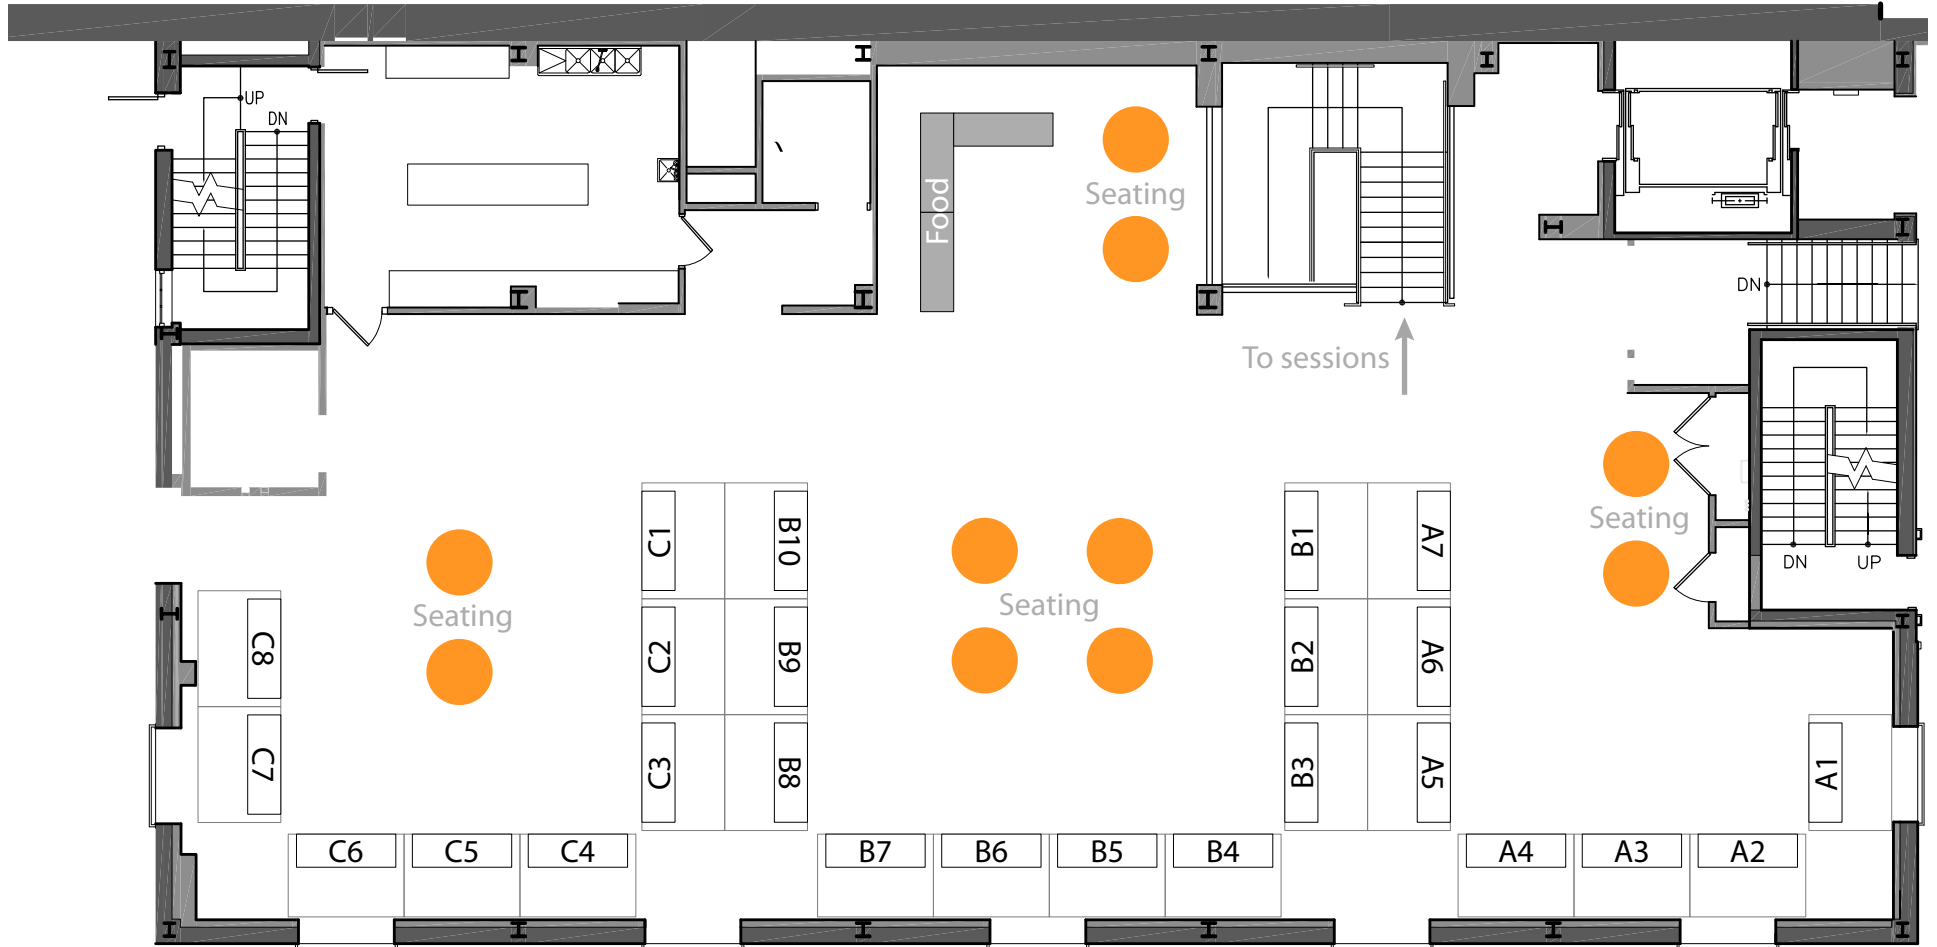 UP
DN
Food
Seating
DN
To sessions
Seating
DN
UP
C1
B10
B1
A7
Seating
Seating
C8
C2
B9
B2
A6
C7
C3
B8
B3
A5
A1
C6
C5
C4
B7
B6
B5
B4
A4
A3
A2